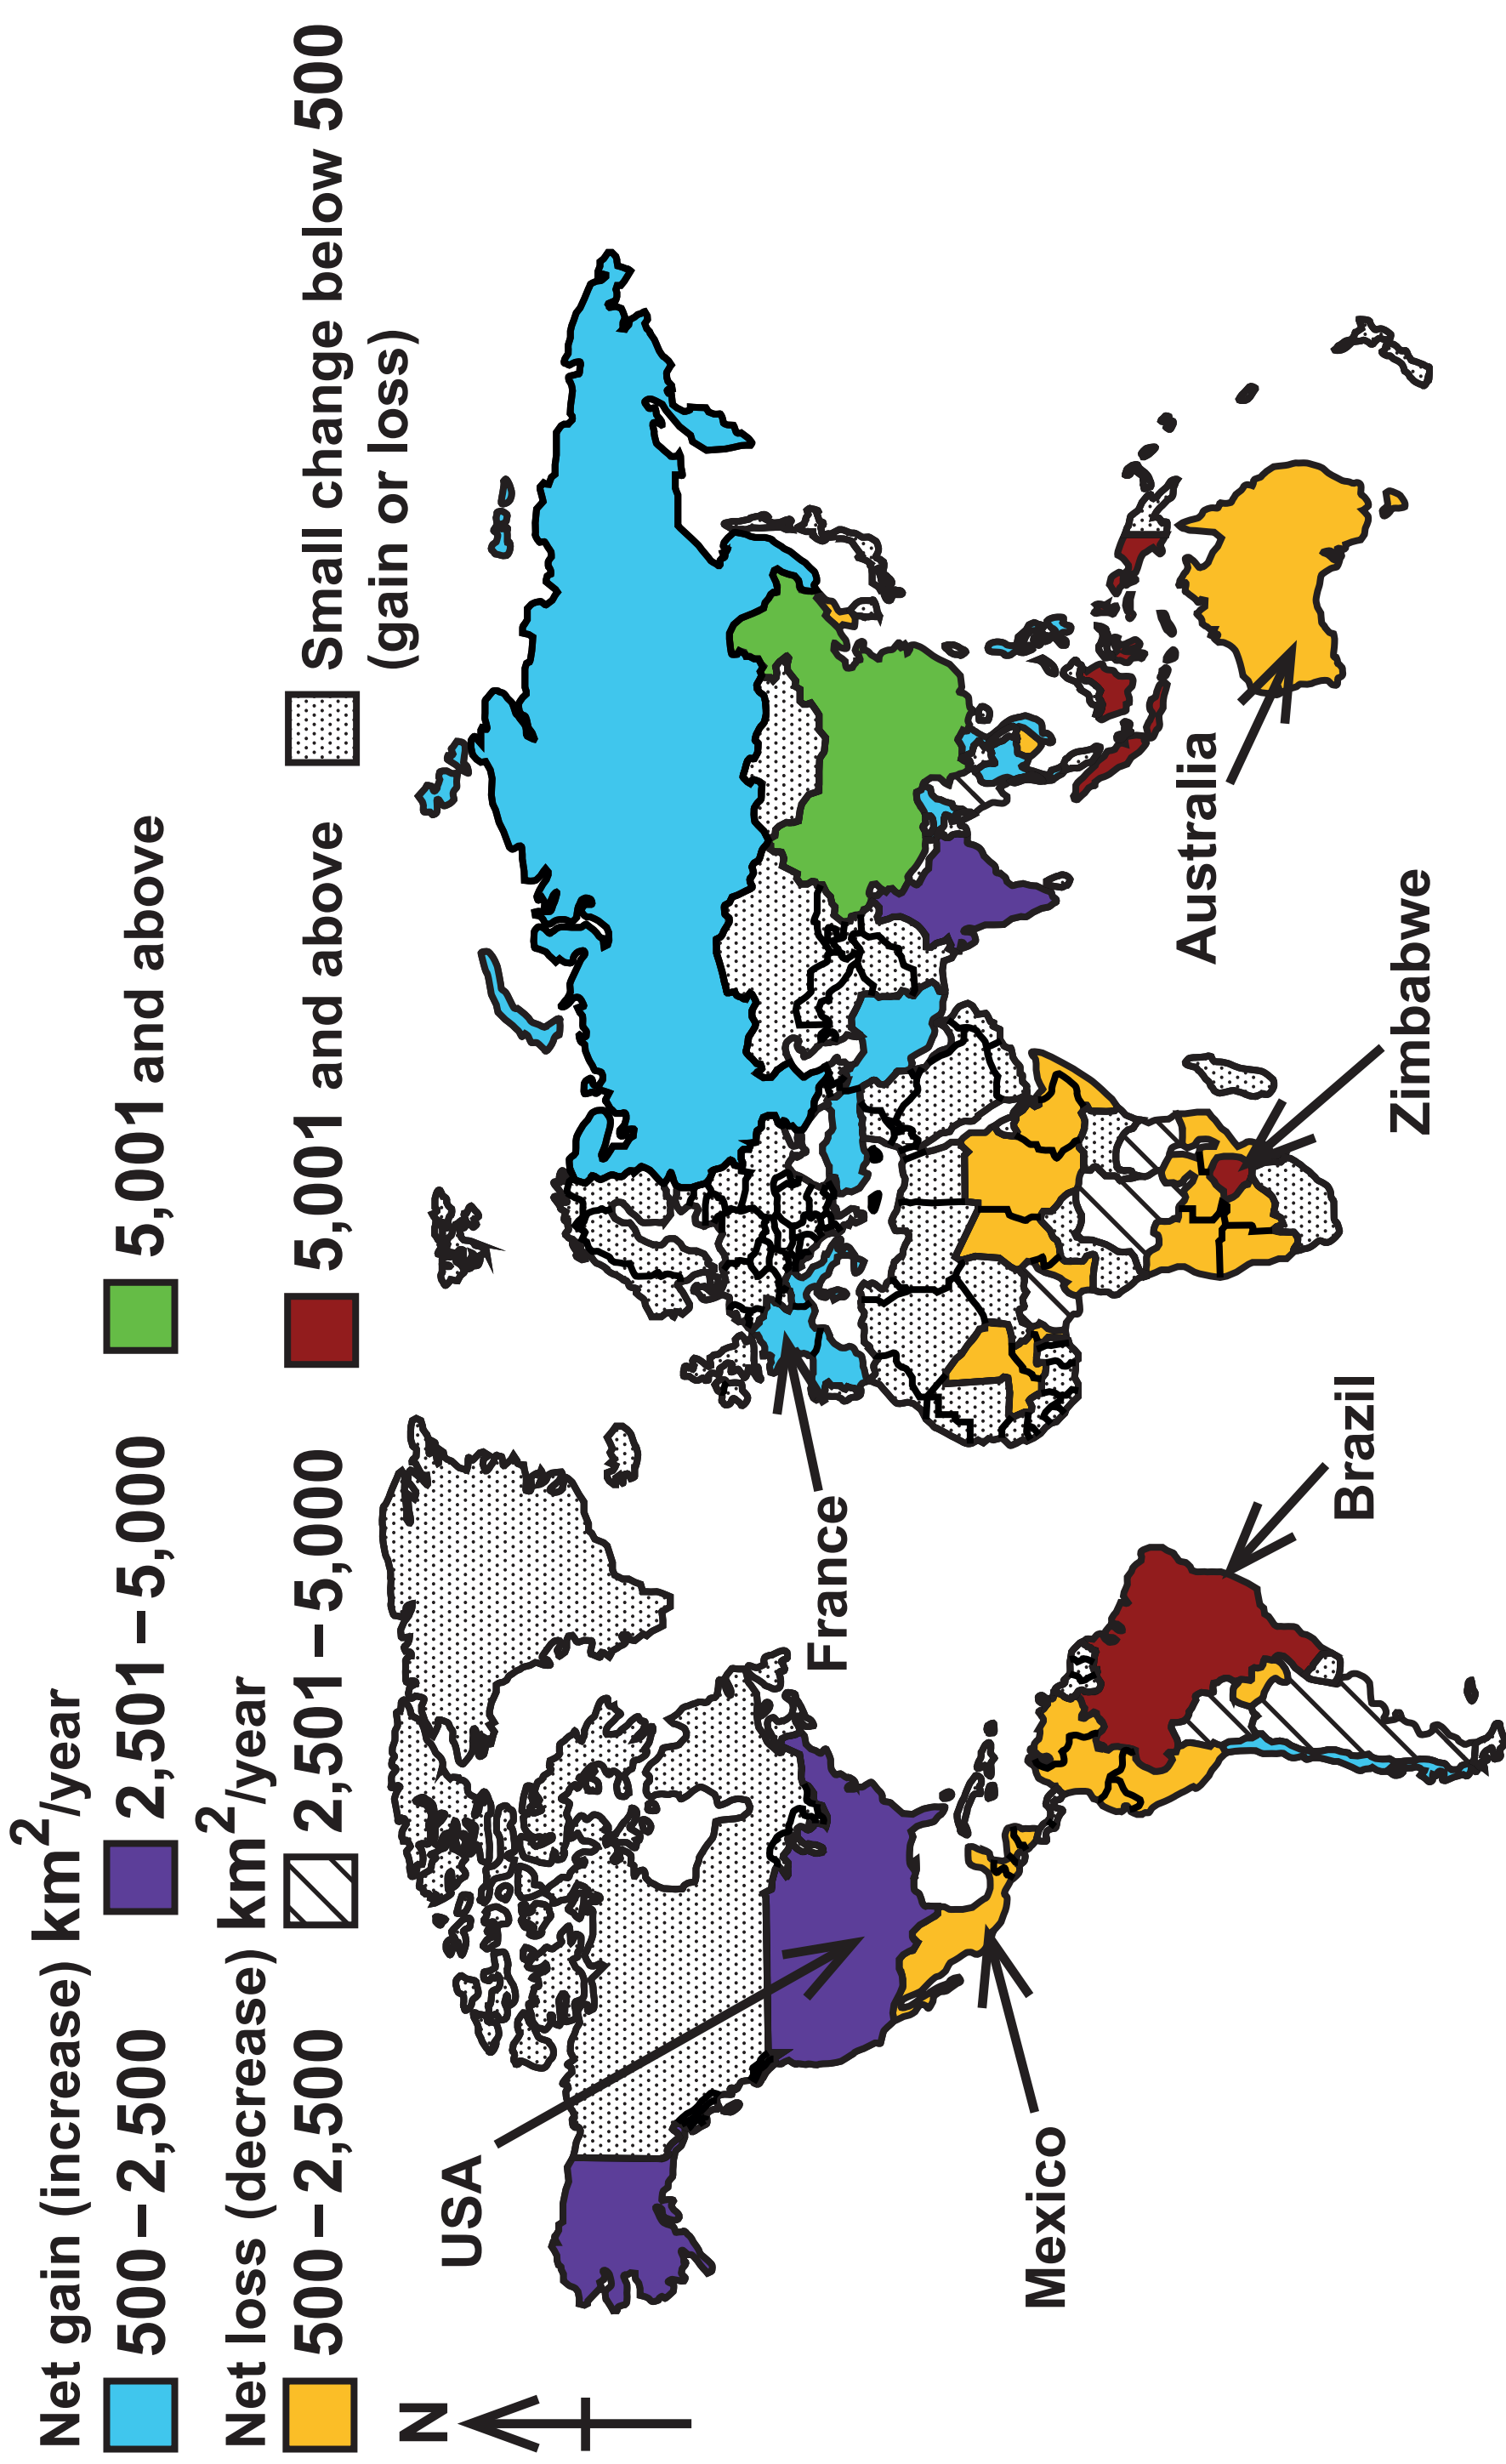 Net gain (increase) km²/year
500 – 2,500
2,501 – 5,000
5,001 and above
Net loss (decrease) km²/year
500 – 2,500
2,501 – 5,000
5,001 and above
Small change below 500
(gain or loss)
N
USA
Mexico
France
Brazil
Zimbabwe
Australia